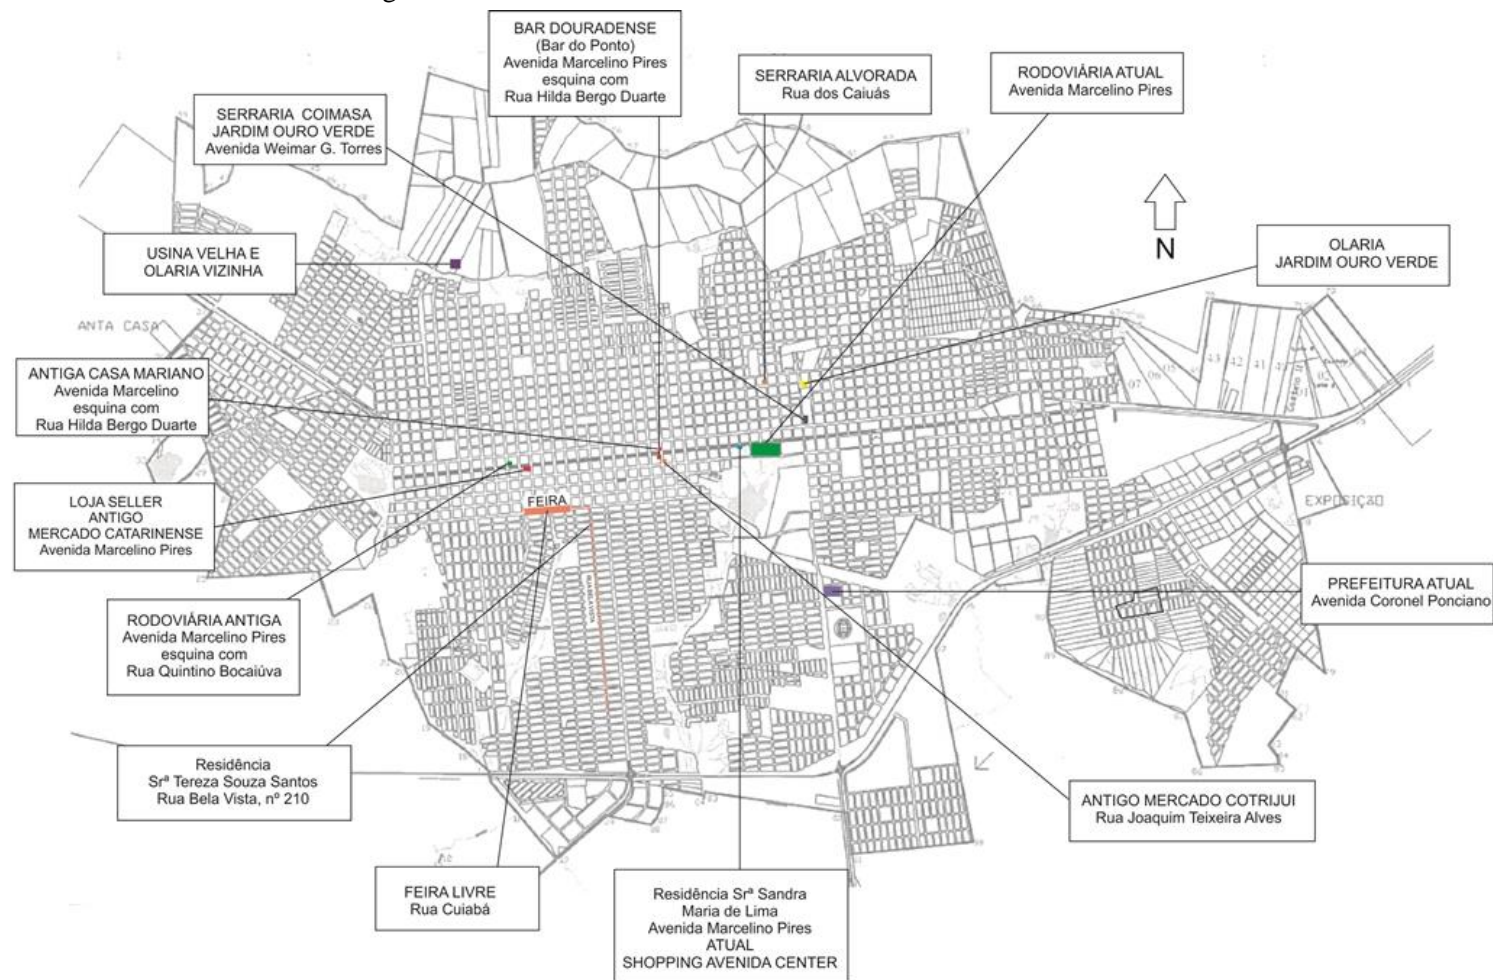 BAR DOURADENSE
(Bar do Ponto)
Avenida Marcelino Pires
esquina com
Rua Hilda Bergo Duarte
SERRARIA ALVORADA
Rua dos Caiuás
RODOVIÁRIA ATUAL
Avenida Marcelino Pires
SERRARIA COIMASA
JARDIM OURO VERDE
Avenida Weimar G. Torres
N
USINA VELHA E
OLARIA VIZINHA
OLARIA
JARDIM OURO VERDE
ANTA CASA
ANTIGA CASA MARIANO
Avenida Marcelino
esquina com
Rua Hilda Bergo Duarte
LOJA SELLER
ANTIGO
MERCADO CATARINENSE
Avenida Marcelino Pires
FEIRA
EXPOSIÇÃO
RUA BELA VISTA
PREFEITURA ATUAL
Avenida Coronel Ponciano
RODOVIÁRIA ANTIGA
Avenida Marcelino Pires
esquina com
Rua Quintino Bocaiúva
Residência
Srª Tereza Souza Santos
Rua Bela Vista, nº 210
ANTIGO MERCADO COTRIJUI
Rua Joaquim Teixeira Alves
FEIRA LIVRE
Rua Cuiabá
Residência Srª Sandra
Maria de Lima
Avenida Marcelino Pires
ATUAL
SHOPPING AVENIDA CENTER